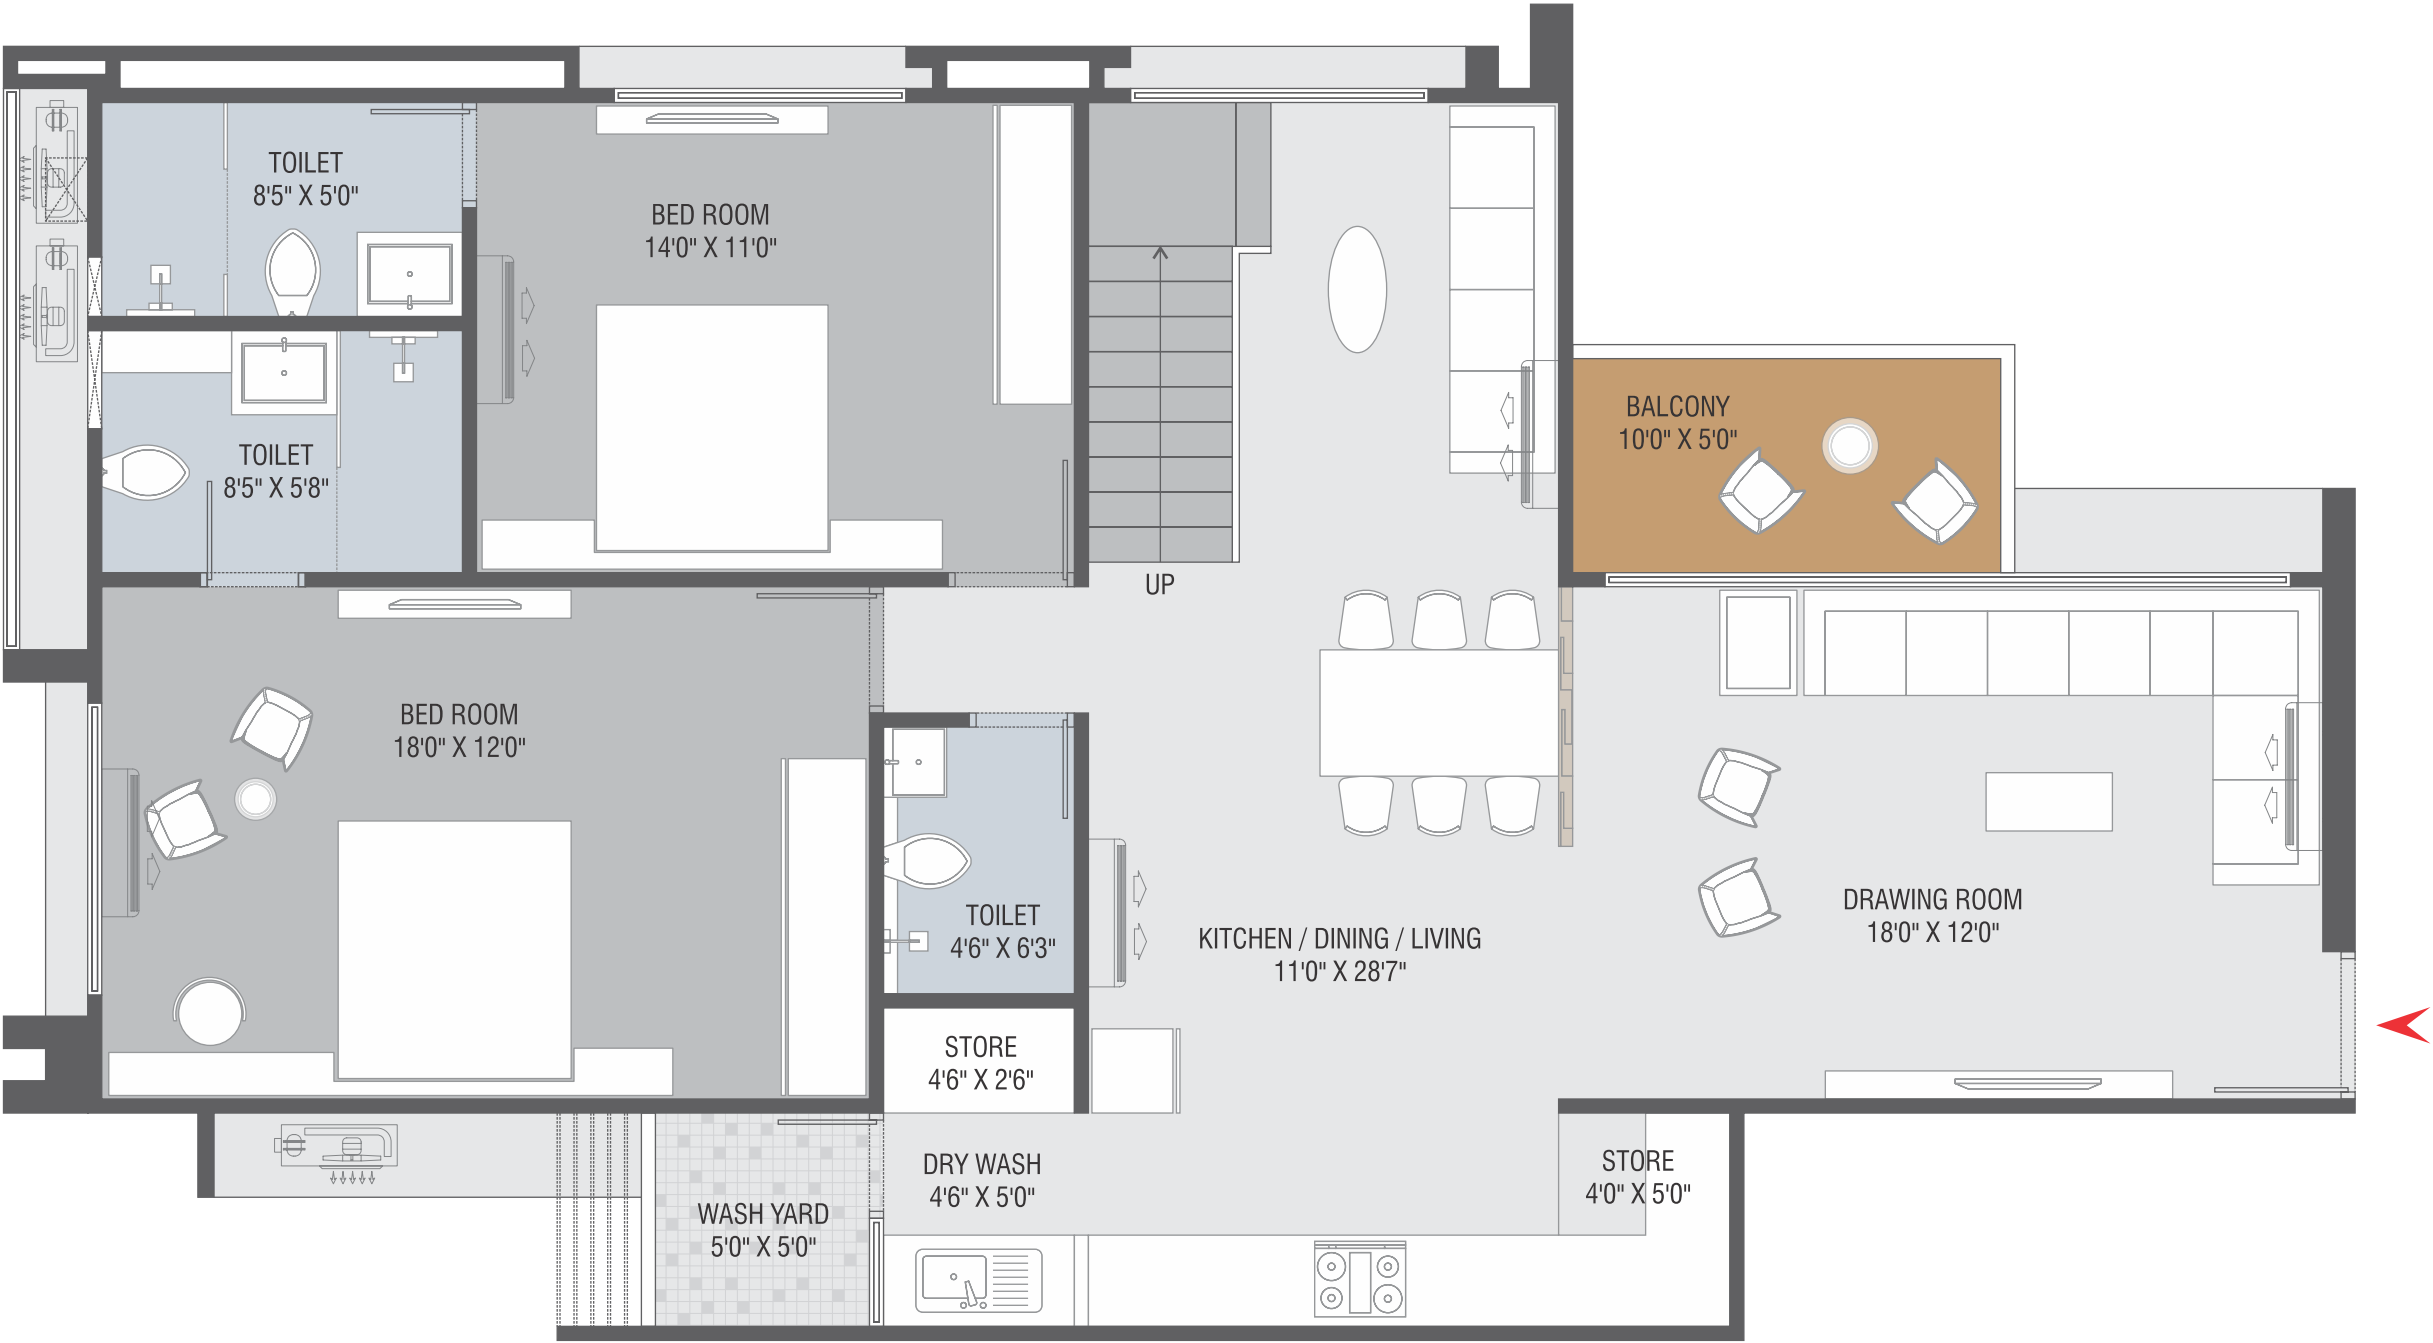 TOILET
8'5" X 5'0"
BED ROOM
14'0" X 11'0"
TOILET
8'5" X 5'8"
UP
BALCONY
10'0" X 5'0"
BED ROOM
18'0" X 12'0"
TOILET
4'6" X 6'3"
KITCHEN / DINING / LIVING
11'0" X 28'7"
DRAWING ROOM
18'0" X 12'0"
STORE
4'6" X 2'6"
DRY WASH
4'6" X 5'0"
STORE
4'0" X 5'0"
WASH YARD
5'0" X 5'0"